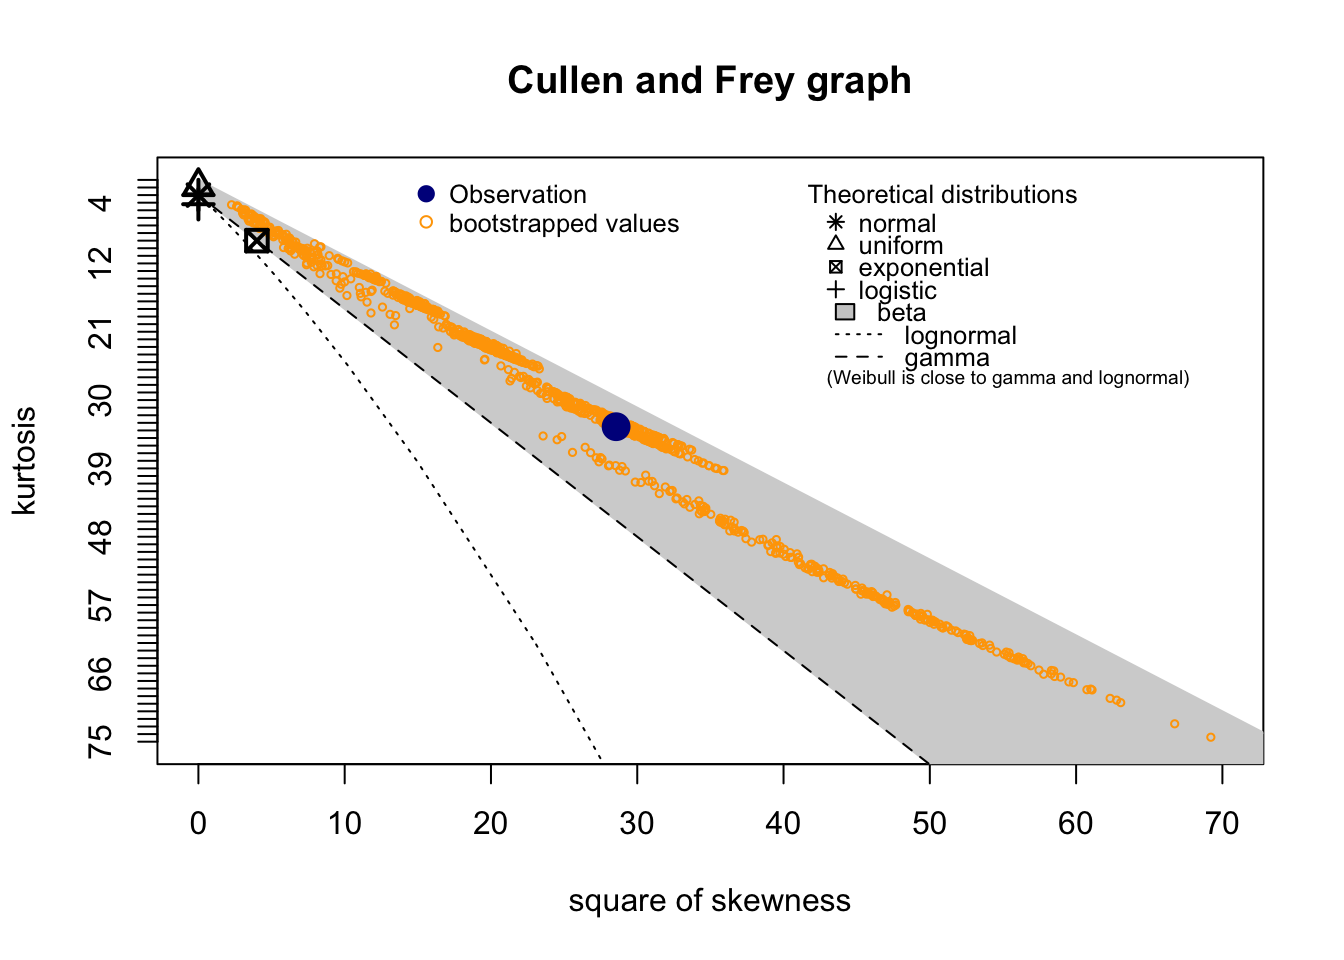 Cullen and Frey graph
Observation
bootstrapped values
Theoretical distributions
normal
uniform
exponential
logistic
beta
lognormal
gamma
(Weibull is close to gamma and lognormal)
kurtosis
4
12
21
30
39
48
57
66
75
0 10 20 30 40 50 60 70
square of skewness